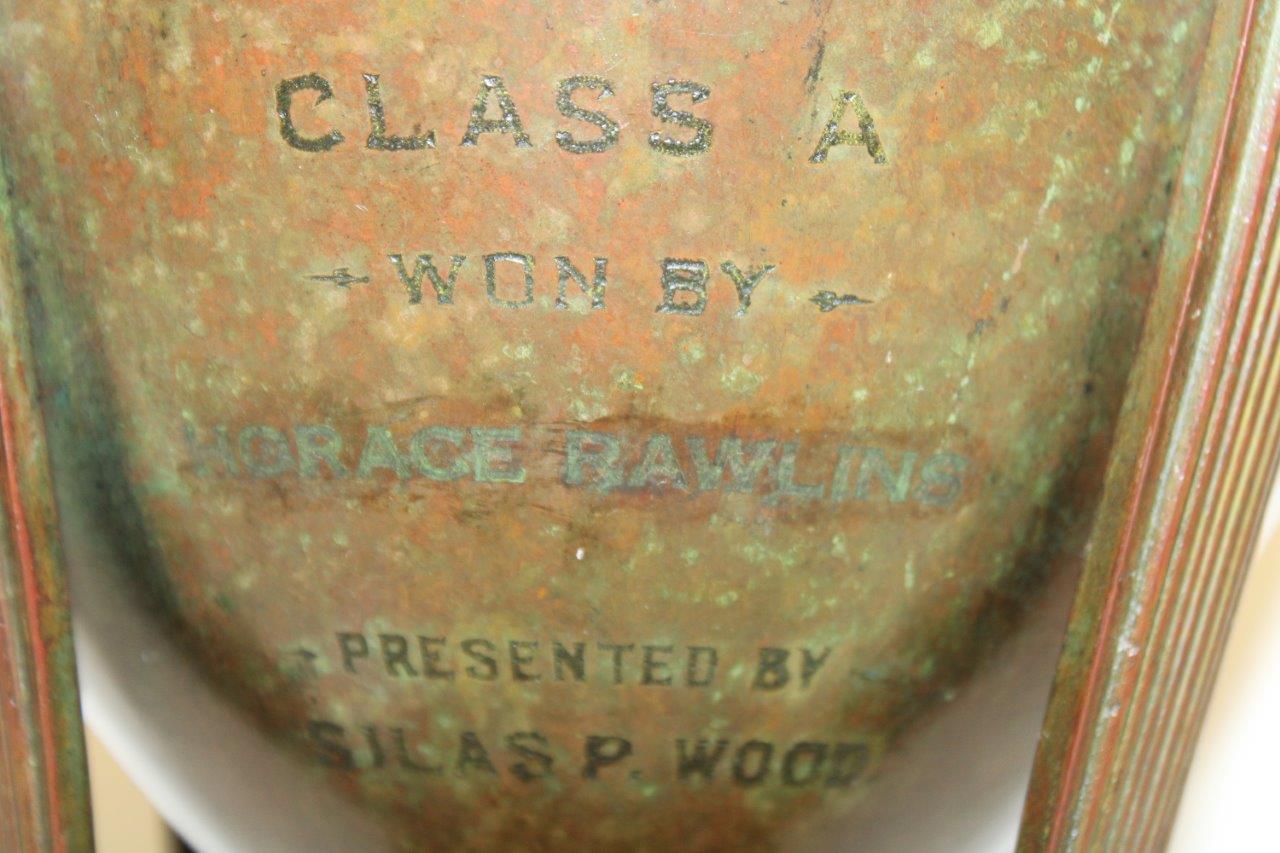 CLASS A
WON BY
HORACE RAWLINS
PRESENTED BY
SILAS P. WOOD.